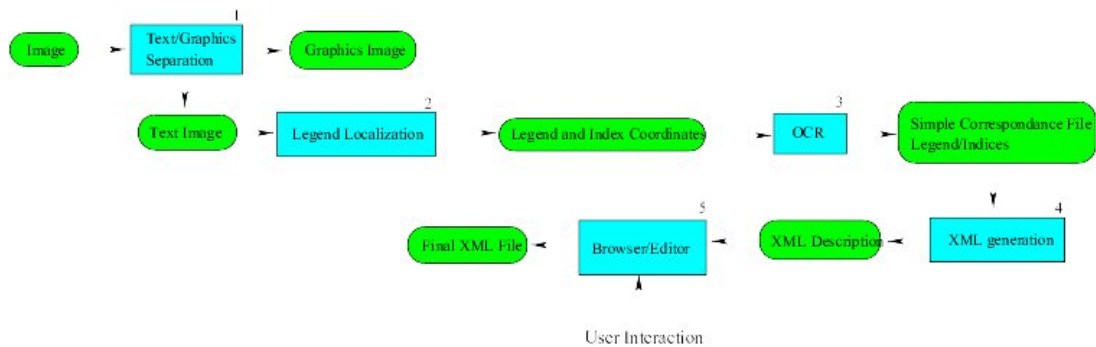 1
Image
Text/Graphics
Separation
Graphics Image
Text Image
2
Legend Localization
Legend and Index Coordinates
3
OCR
Simple Correspondance File
Legend/Indices
4
XML generation
XML Description
5
Browser/Editor
Final XML File
User Interaction